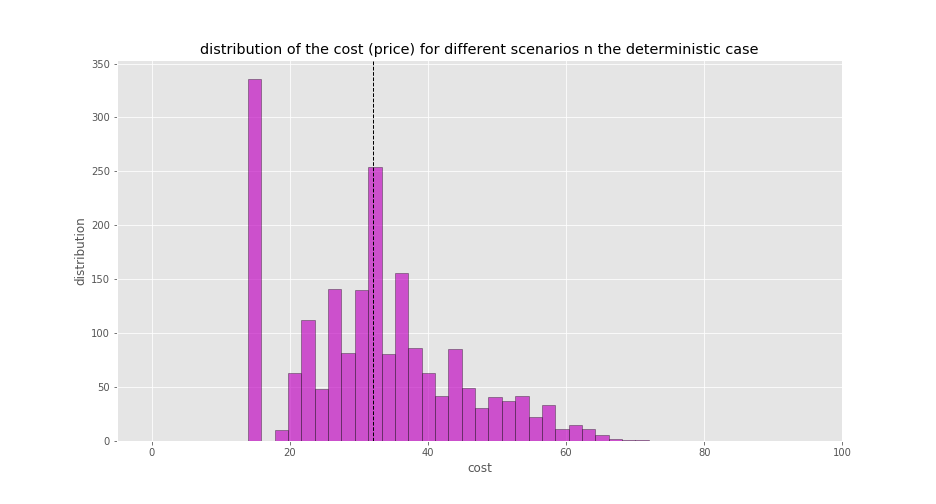 distribution of the cost (price) for different scenarios n the deterministic case
350
300
250
200
150
100
50
0
distribution
0 20 40 60 80 100
cost